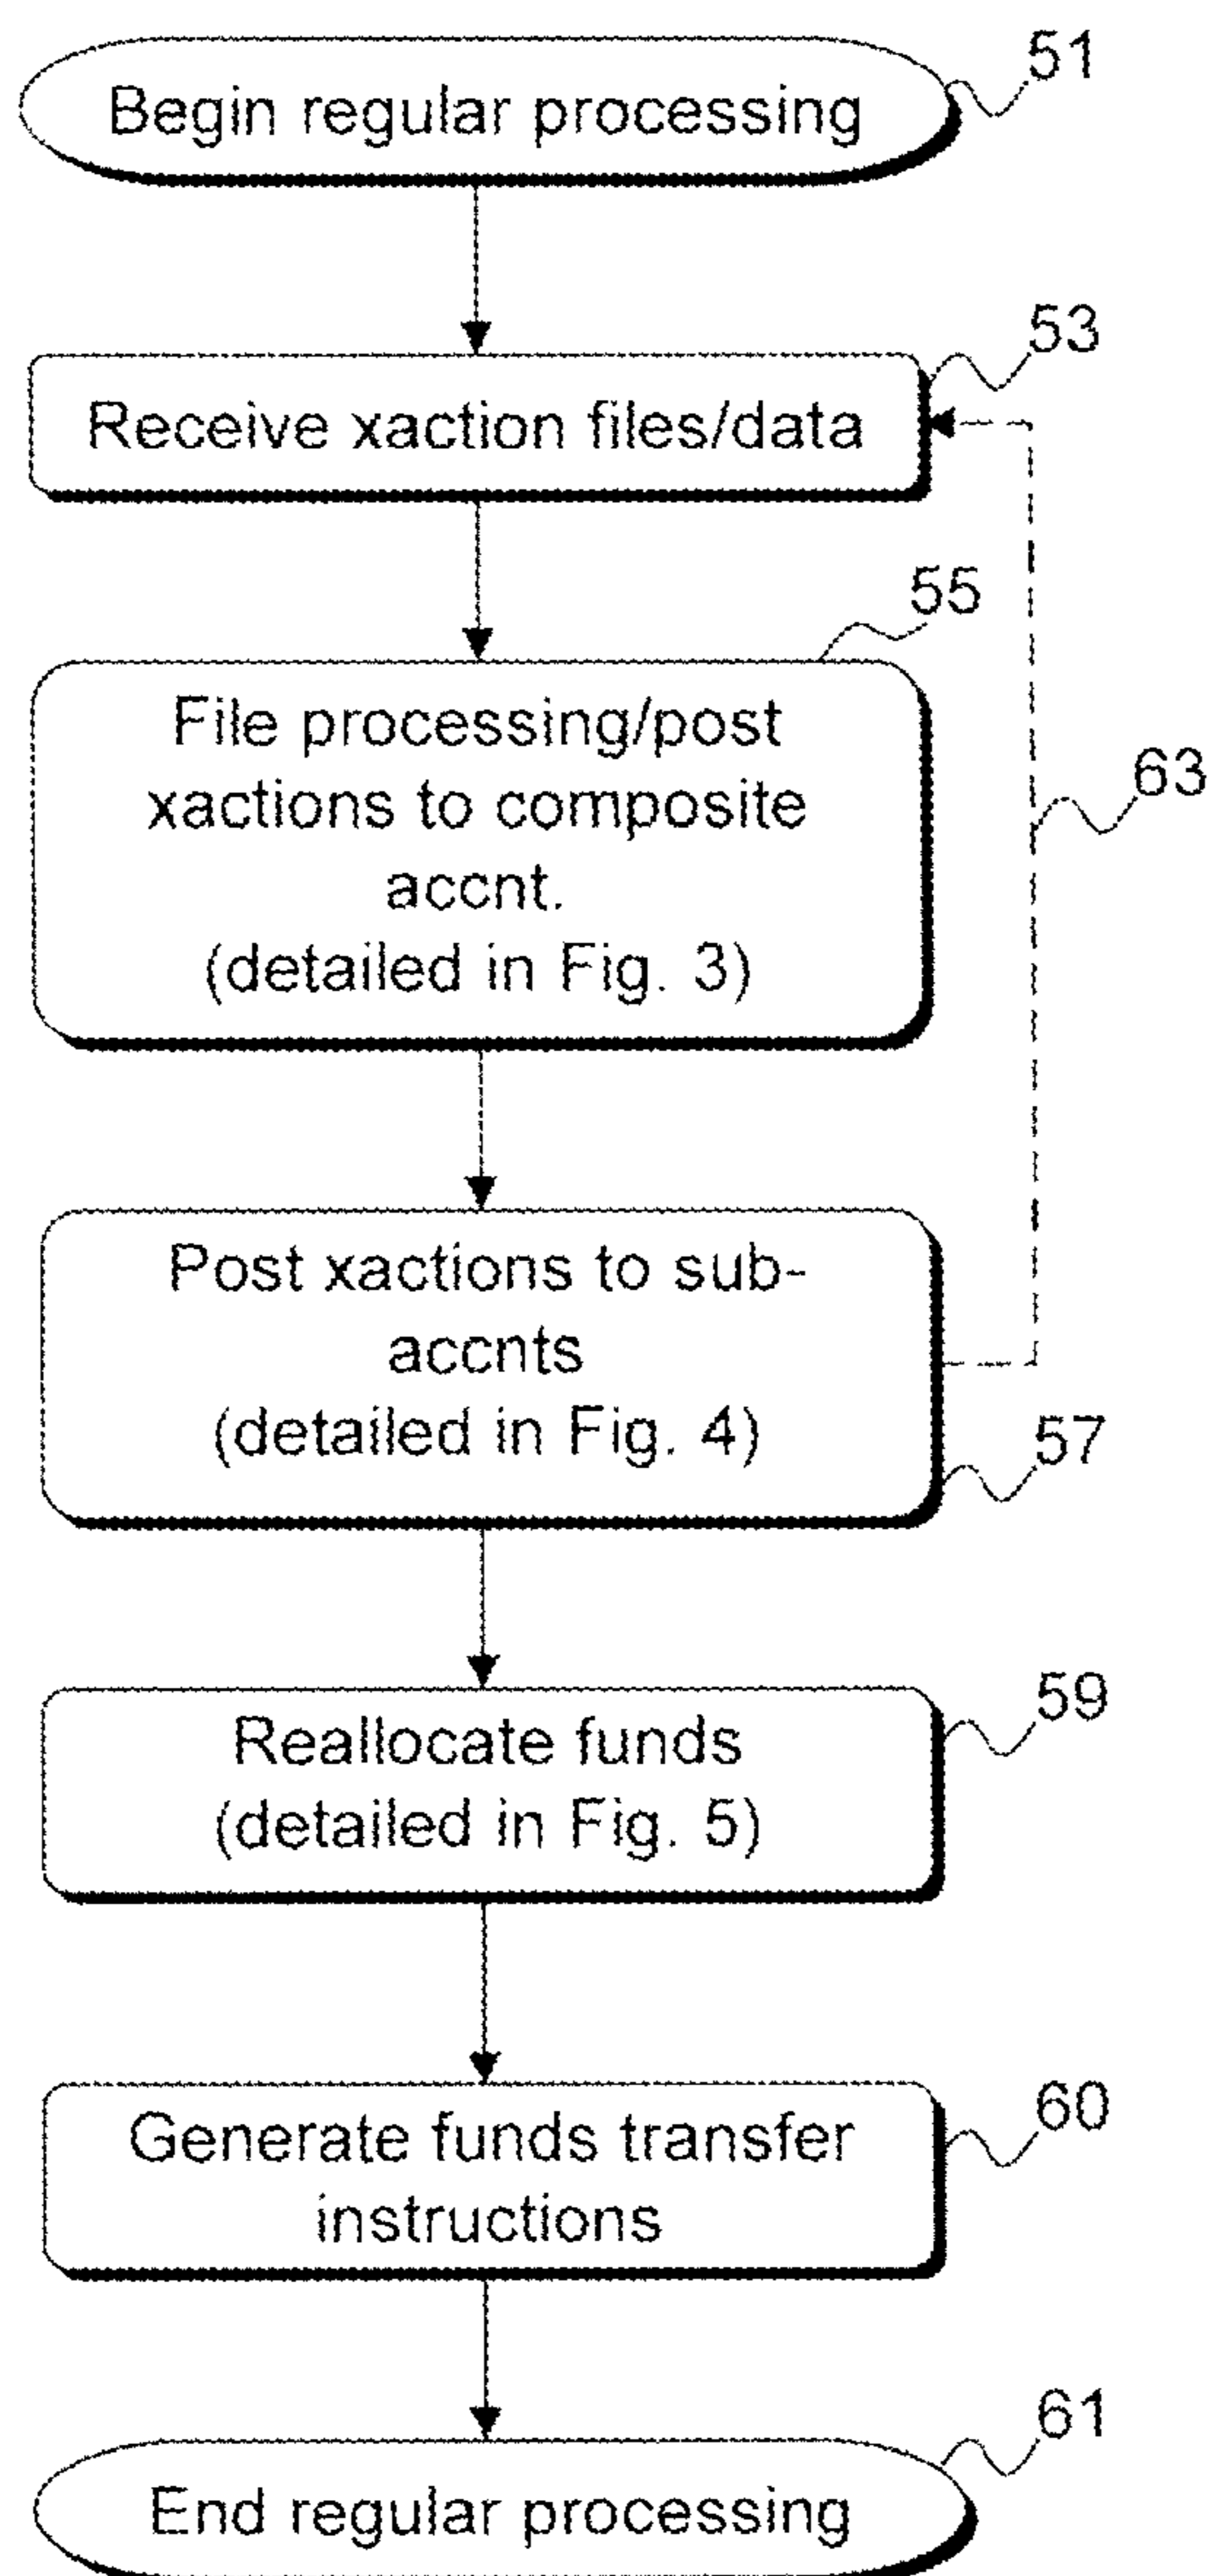 51
Begin regular processing
53
Receive xaction files/data
55
File processing/post
xactions to composite
accnt.
(detailed in Fig. 3)
63
Post xactions to sub-
accnts
(detailed in Fig. 4)
57
59
Reallocate funds
(detailed in Fig. 5)
60
Generate funds transfer
instructions
61
End regular processing